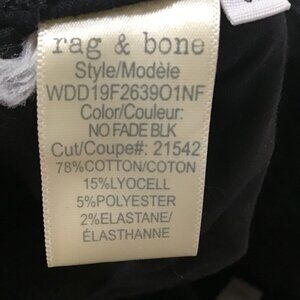 rag & bone
Style/Modèle
WDD19F2639O1NF
Color/Couleur:
NO FADE BLK
Cut/Coupe#: 21542
78%COTTON/COTON
15%LYOCELL
5%POLYESTER
2%ELASTANE/
ÉLASTHANNE